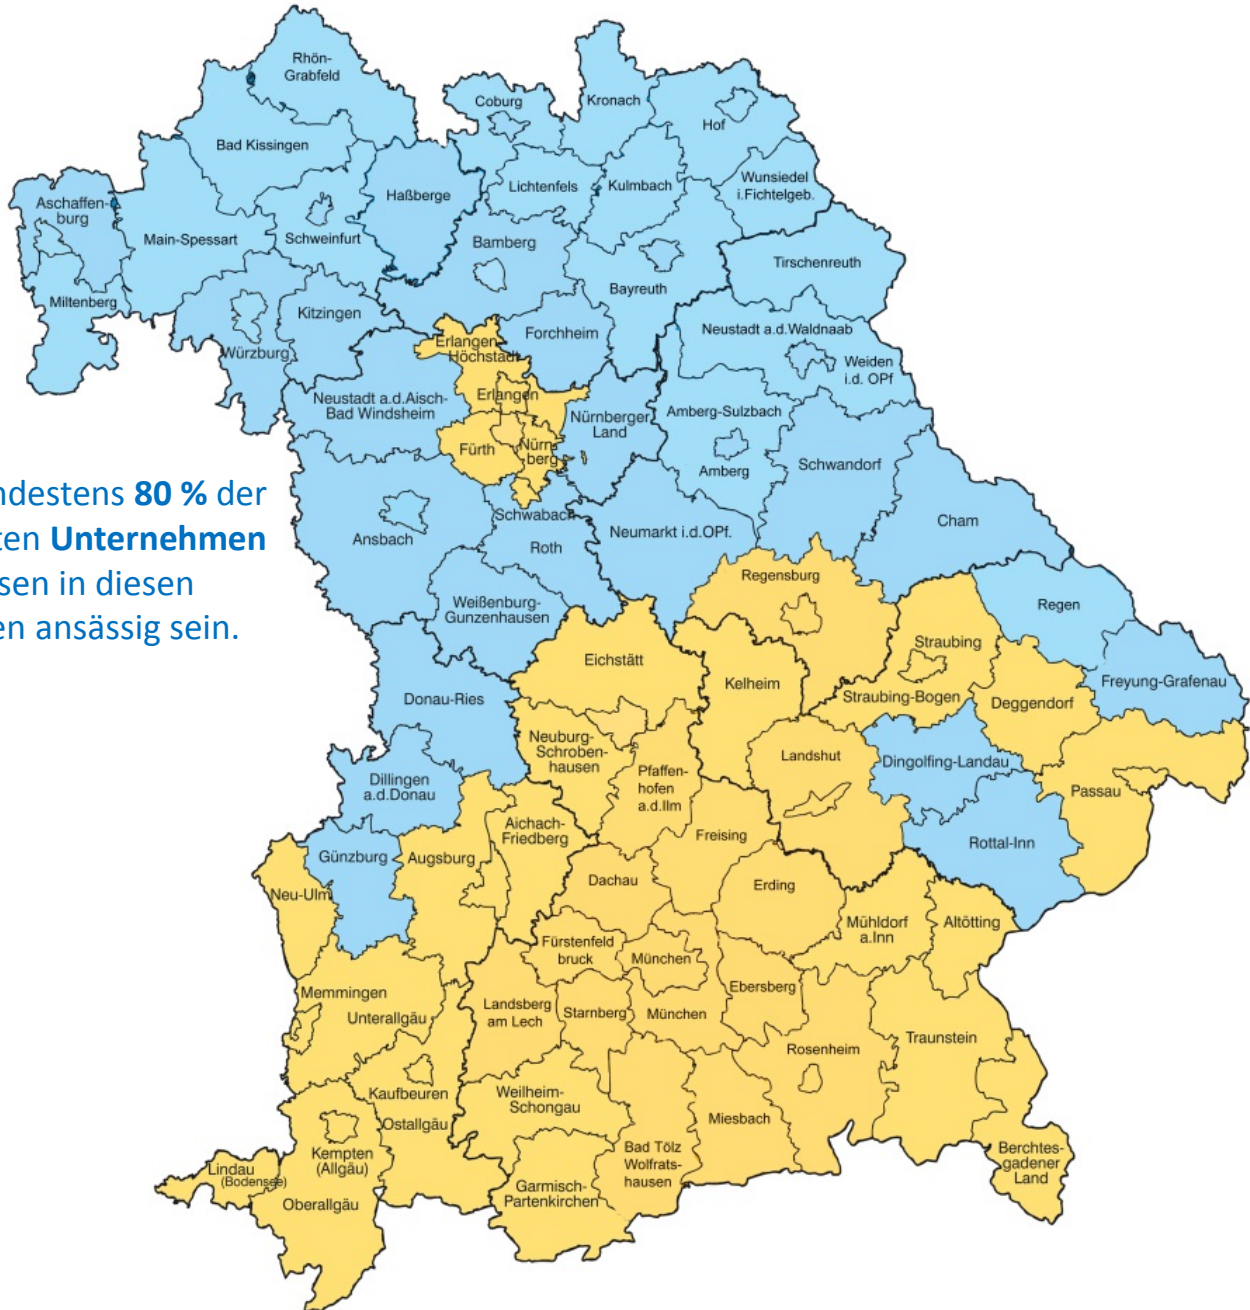 Rhön-
Grabfeld
Coburg
Kronach
Hof
Bad Kissingen
Lichtenfels
Kulmbach
Wunsiedel
i.Fichtelgeb.
Aschaffen-
burg
Haßberge
Main-Spessart
Schweinfurt
Bamberg
Tirschenreuth
Bayreuth
Miltenberg
Kitzingen
Forchheim
Neustadt a.d.Waldnaab
Würzburg
Erlangen
Höchstadt
Weiden
i.d. OPf
Neustadt a.d.Aisch-
Bad Windsheim
Erlangen
Nürnberger
Land
Amberg-Sulzbach
Fürth
Nürn-
berg
Amberg
Schwandorf
ndestens 80 % der
ten Unternehmen
sen in diesen
en ansässig sein.
Ansbach
Schwabach
Roth
Neumarkt i.d.OPf.
Cham
Regensburg
Weißenburg-
Gunzenhausen
Regen
Straubing
Eichstätt
Kelheim
Freyung-Grafenau
Donau-Ries
Straubing-Bogen
Deggendorf
Neuburg-
Schroben-
hausen
Landshut
Dingolfing-Landau
Pfaffen-
hofen
a.d.Ilm
Dillingen
a.d.Donau
Passau
Aichach-
Friedberg
Freising
Rottal-Inn
Günzburg
Augsburg
Neu-Ulm
Dachau
Erding
Mühldorf
a.Inn
Altötting
Fürstenfeld
bruck
München
Ebersberg
Memmingen
Unterallgäu
Landsberg
am Lech
Starnberg
München
Rosenheim
Traunstein
Kaufbeuren
Ostallgäu
Weilheim-
Schongau
Miesbach
Kempten
(Allgäu)
Bad Tölz
Wolfrats-
hausen
Berchtes-
gadener
Land
Lindau
(Bodensee)
Oberallgäu
Garmisch-
Partenkirchen